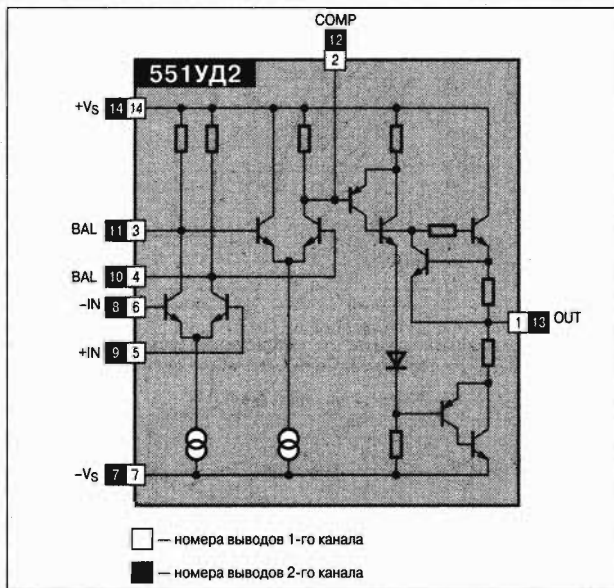 COMP
12
2
551УД2
+VS 14 14
BAL 11 3
BAL 10 4
–IN 8 6
+IN 9 5
1 13 OUT
–VS 7 7
— номера выводов 1-го канала
— номера выводов 2-го канала